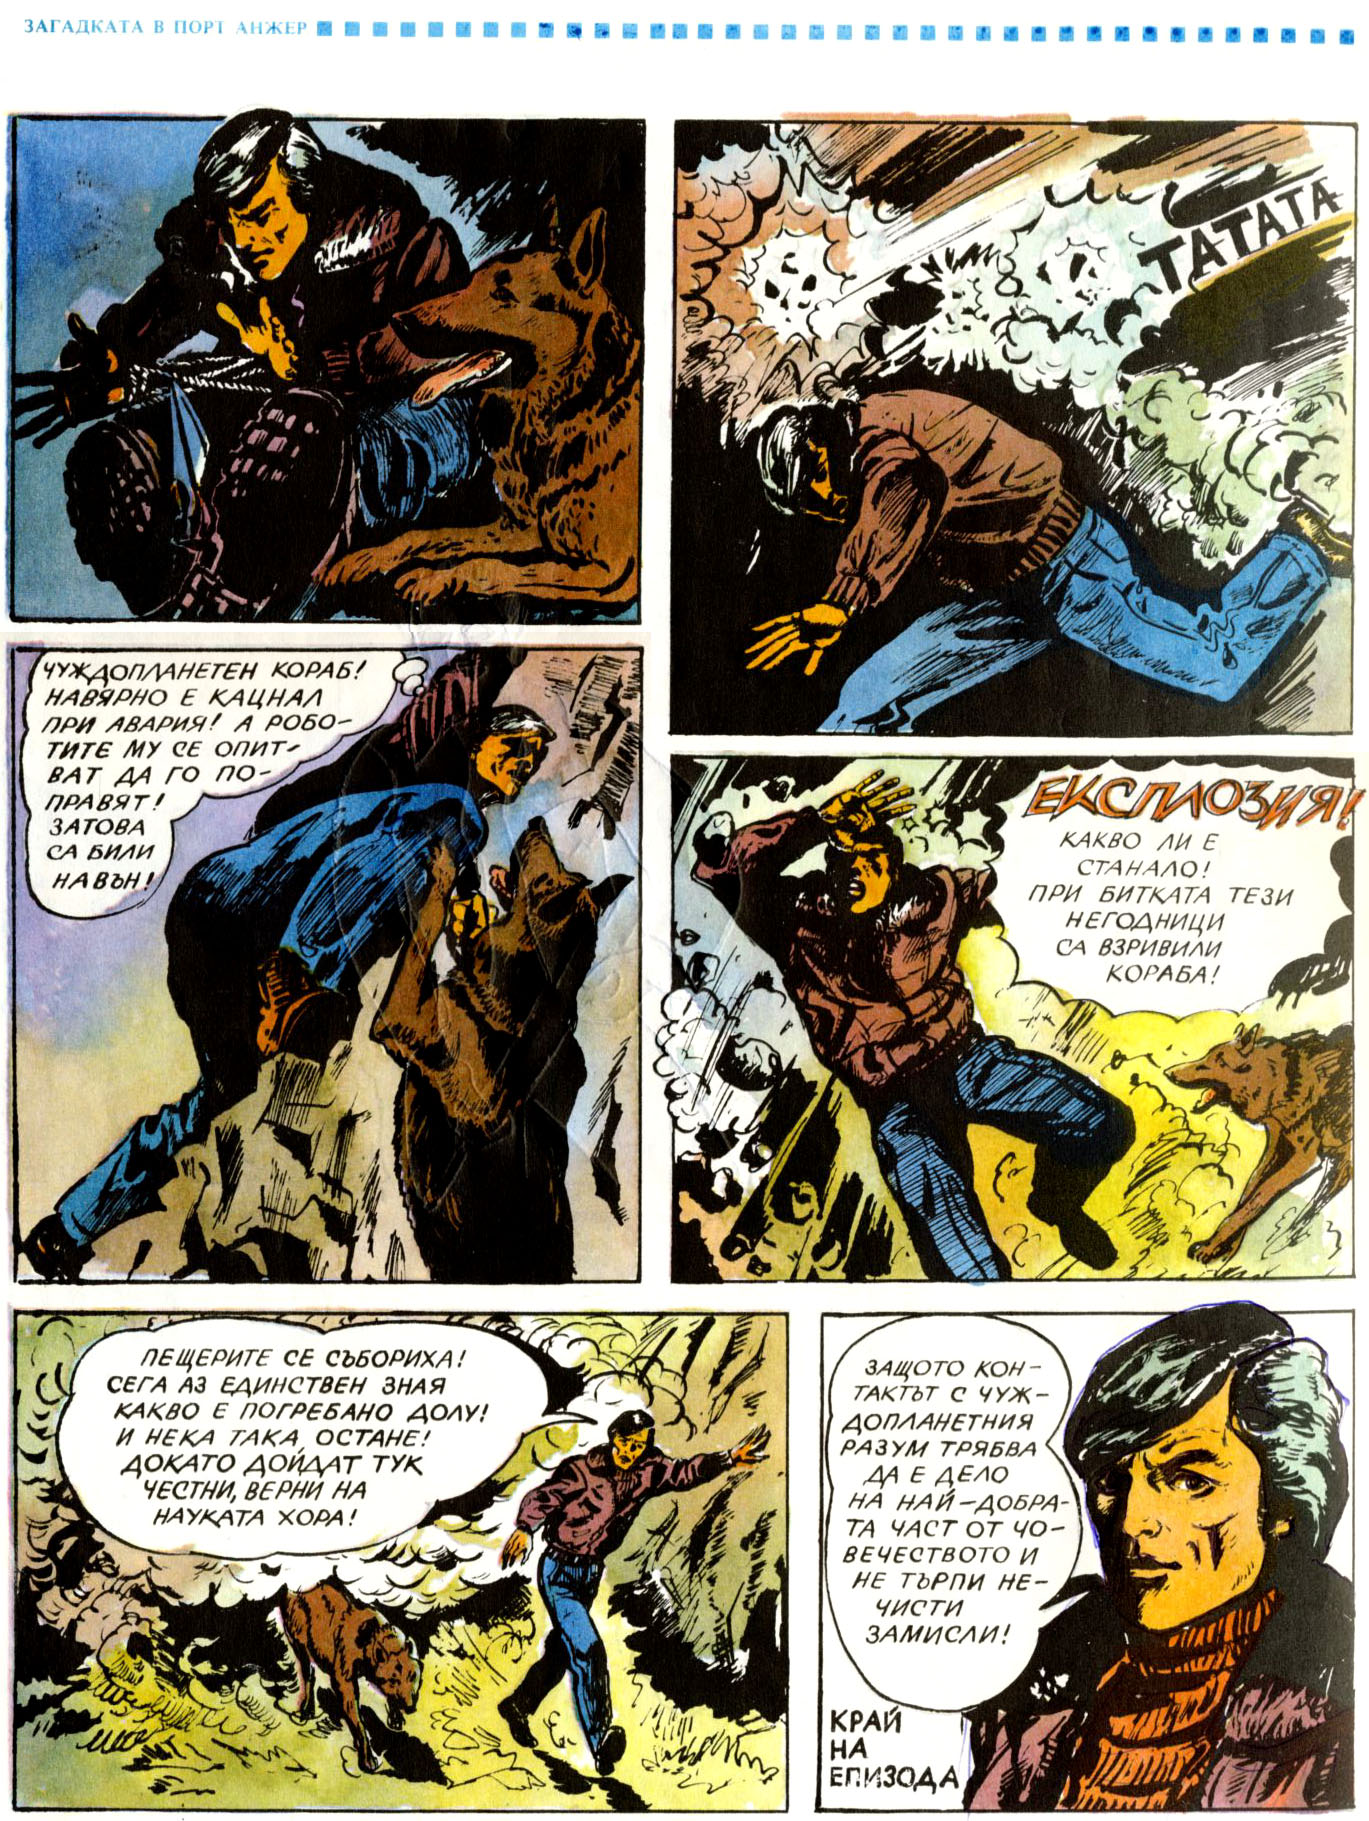 ЗАГАДКАТА В ПОРТ АНЖЕР
ТАТАТА
ЧУЖДОПЛАНЕТЕН КОРАБ!
НАВЯРНО Е КАЦНАЛ
ПРИ АВАРИЯ! А РОБО-
ТИТЕ МУ СЕ ОПИТ-
ВАТ ДА ГО ПО-
ПРАВЯТ!
ЗАТОВА
СА БИЛИ
НАВЪН!
ЕКСПЛОЗИЯ!
КАКВО ЛИ Е
СТАНАЛО!
ПРИ БИТКАТА ТЕЗИ
НЕГОДНИЦИ
СА ВЗРИВИЛИ
КОРАБА!
ПЕЩЕРИТЕ СЕ СЪБОРИХА!
СЕГА АЗ ЕДИНСТВЕН ЗНАЯ
КАКВО Е ПОГРЕБАНО ДОЛУ!
И НЕКА ТАКА ОСТАНЕ!
ДОКАТО ДОЙДАТ ТУК
ЧЕСТНИ, ВЕРНИ НА
НАУКАТА ХОРА!
ЗАЩОТО КОН-
ТАКТЪТ С ЧУЖ-
ДОПЛАНЕТНИЯ
РАЗУМ ТРЯБВА
ДА Е ДЕЛО
НА НАЙ-ДОБРА-
ТА ЧАСТ ОТ ЧО-
ВЕЧЕСТВОТО И
НЕ ТЪРПИ НЕ-
ЧИСТИ
ЗАМИСЛИ!
КРАЙ
НА
ЕПИЗОДА